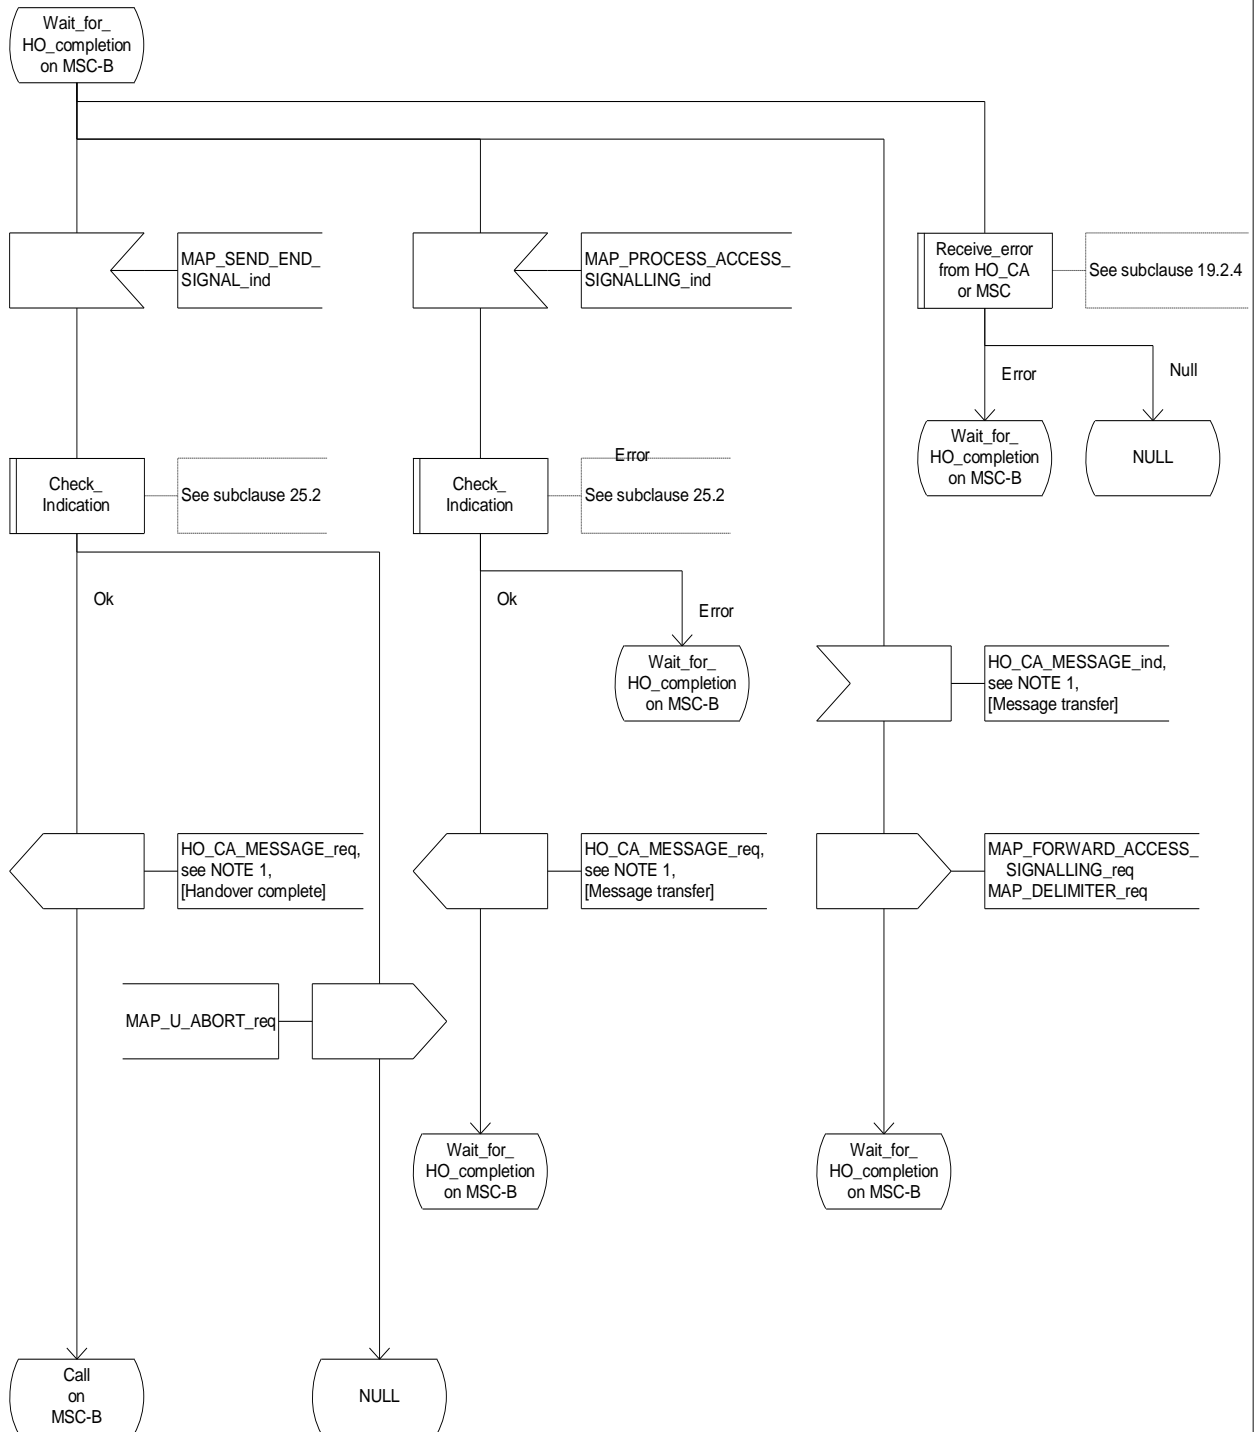 Wait_for_
HO_completion
on MSC-B
MAP_SEND_END_
SIGNAL_ind
MAP_PROCESS_ACCESS_
SIGNALLING_ind
Receive_error
from HO_CA
or MSC
See subclause 19.2.4
Error
Null
Wait_for_
HO_completion
on MSC-B
NULL
Check_
Indication
See subclause 25.2
Error
Check_
Indication
See subclause 25.2
Ok
Ok
Error
Wait_for_
HO_completion
on MSC-B
HO_CA_MESSAGE_ind,
see NOTE 1,
[Message transfer]
HO_CA_MESSAGE_req,
see NOTE 1,
[Handover complete]
HO_CA_MESSAGE_req,
see NOTE 1,
[Message transfer]
MAP_FORWARD_ACCESS_
SIGNALLING_req
MAP_DELIMITER_req
MAP_U_ABORT_req
Wait_for_
HO_completion
on MSC-B
Wait_for_
HO_completion
on MSC-B
Call
on
MSC-B
NULL